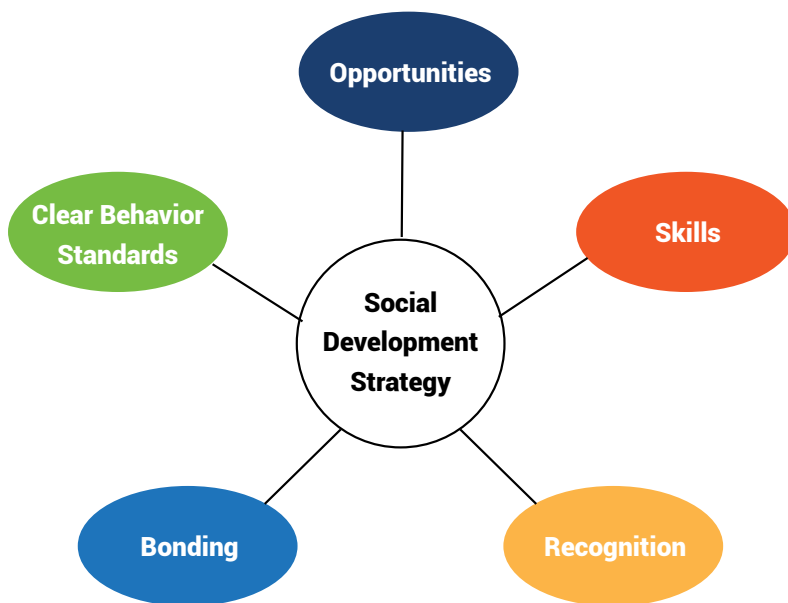 Opportunities
Clear Behavior
Standards
Skills
Social
Development
Strategy
Bonding
Recognition